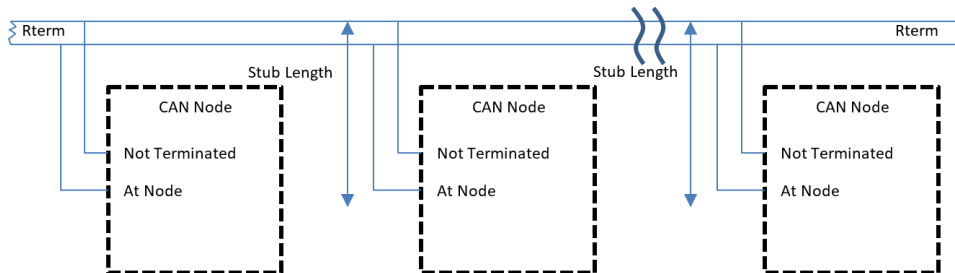 Rterm
Rterm
Stub Length
Stub Length
CAN Node
CAN Node
CAN Node
Not Terminated
Not Terminated
Not Terminated
At Node
At Node
At Node